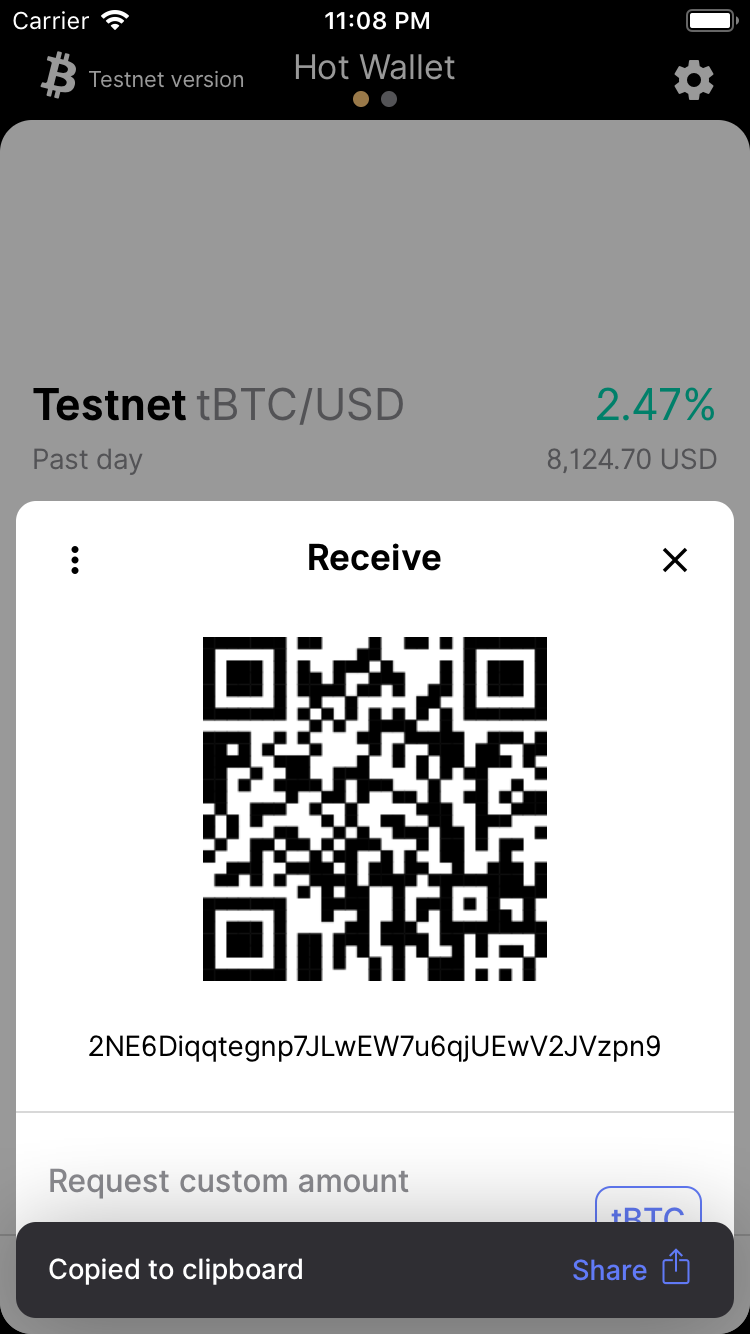 Carrier 11:08 PM
Testnet version Hot Wallet
Testnet tBTC/USD 2.47%
Past day 8,124.70 USD
Receive
2NE6Diqqtegnp7JLwEW7u6qjUEwV2JVzpn9
Request custom amount
tBTC
Copied to clipboard Share